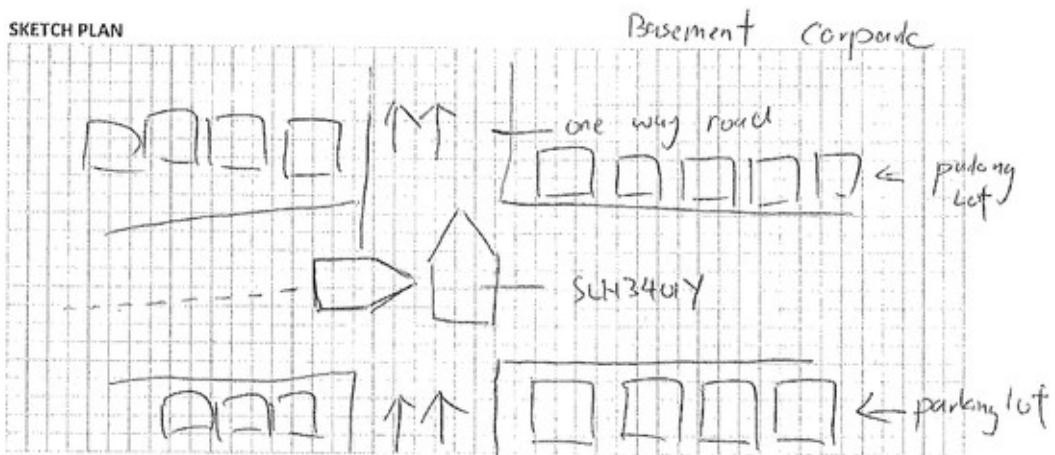 SKETCH PLAN
Basement Carpark
one way road
parking
lot
SLH3401Y
parking lot